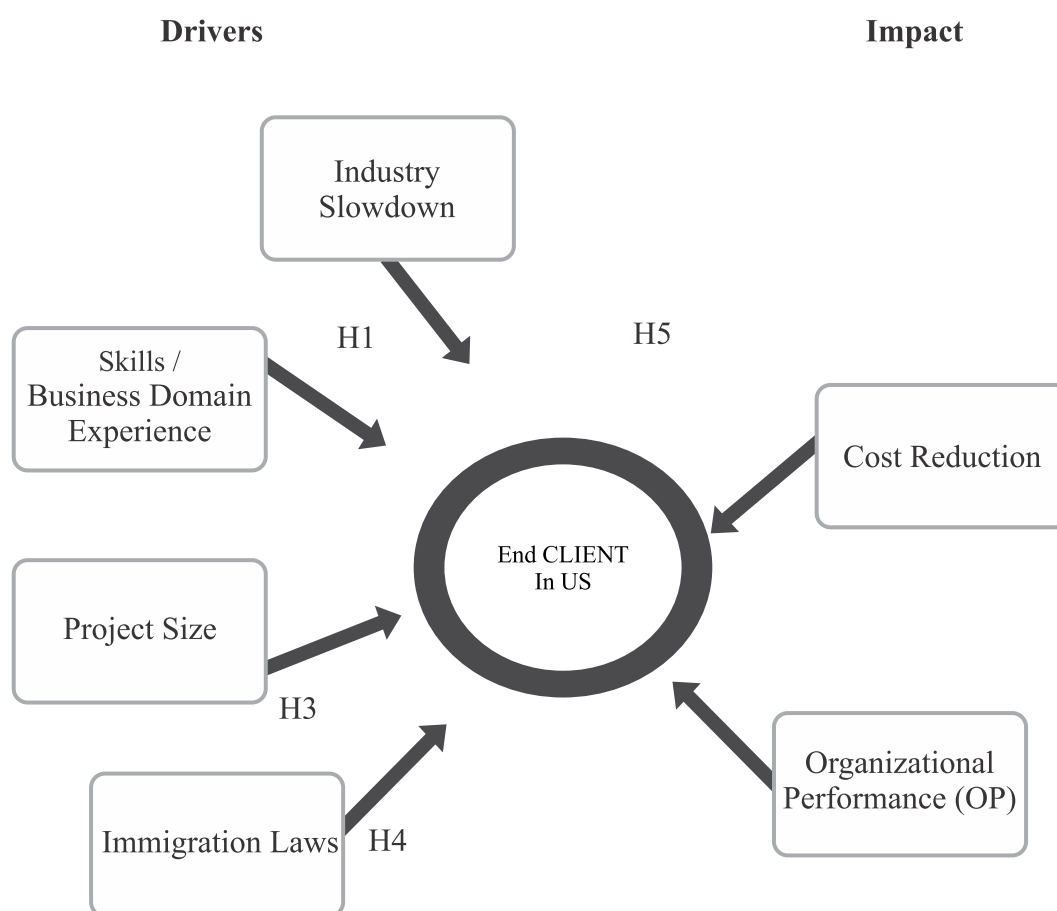 Drivers
Impact
Industry
Slowdown
H1
H5
Skills /
Business Domain
Experience
Cost Reduction
End CLIENT
In US
Project Size
H3
Organizational
Performance (OP)
Immigration Laws
H4